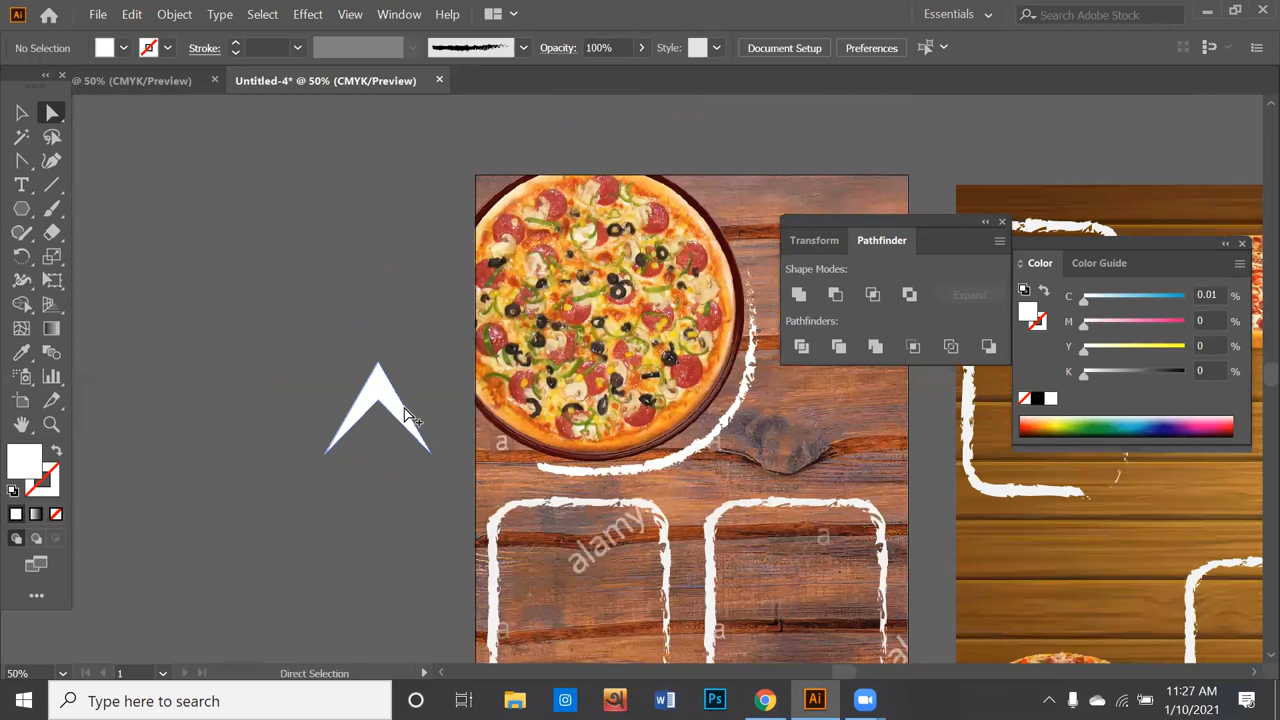 File Edit Object Type Select Effect View Window Help
Essentials
Search Adobe Stock
No Selection
Stroke:
Opacity: 100%
Style:
Document Setup
Preferences
@ 50% (CMYK/Preview)
Untitled-4* @ 50% (CMYK/Preview)
Transform
Pathfinder
Shape Modes:
Expand
Pathfinders:
Color
Color Guide
C 0.01 %
M 0 %
Y 0 %
K 0 %
a
a
alamy
a
a
a
50%
1
Direct Selection
Type here to search
Ps
Ai
11:27 AM
1/10/2021